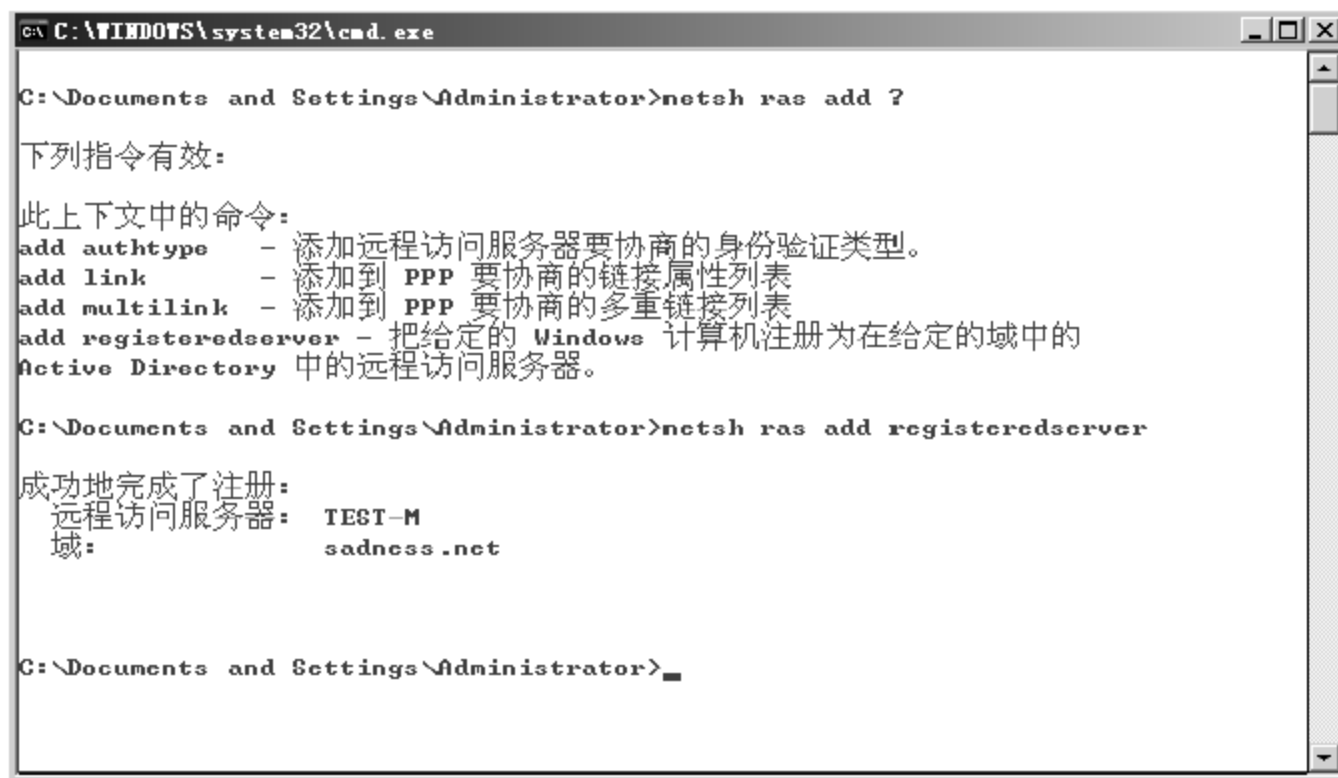 C:\WINDOWS\system32\cmd.exe
C:\Documents and Settings\Administrator>netsh ras add ?
下列指令有效:
此上下文中的命令:
add authtype - 添加远程访问服务器要协商的身份验证类型。
add link - 添加到 PPP 要协商的链接属性列表
add multilink - 添加到 PPP 要协商的多重链接列表
add registeredserver - 把给定的 Windows 计算机注册为在给定的域中的
Active Directory 中的远程访问服务器。
C:\Documents and Settings\Administrator>netsh ras add registeredserver
成功地完成了注册:
远程访问服务器: TEST-M
域: sadness.net
C:\Documents and Settings\Administrator>_